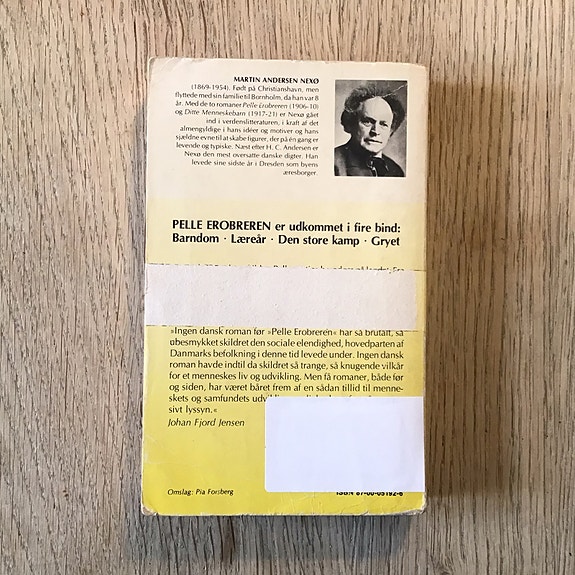 MARTIN ANDERSEN NEXØ
(1869-1954). Født på Christianshavn, men
flyttede med sin familie til Bornholm, da han var 8
år. Med de to romaner Pelle Erobreren (1906-10)
og Ditte Menneskebarn (1917-21) er Nexø gået
ind i verdenslitteraturen, i kraft af det
almengyldige i hans idéer og motiver og hans
sjældne evne til at skabe figurer, der på én gang er
levende og typiske. Næst efter H. C. Andersen er
Nexø den mest oversatte danske digter. Han
levede sine sidste år i Dresden som byens
æresborger.
PELLE EROBREREN er udkommet i fire bind:
Barndom · Læreår · Den store kamp · Gryet
»Ingen dansk roman før »Pelle Erobreren« har så brutalt, så
ubesmykket skildret den sociale elendighed, hovedparten af
Danmarks befolkning i denne tid levede under. Ingen dansk
roman havde indtil da skildret så trange, så knugende vilkår
for et menneskes liv og udvikling. Men få romaner, både før
og siden, har været båret frem af en sådan tillid til menne-
skets og samfundets
sivt lyssyn.«
Johan Fjord Jensen
Omslag: Pia Forsberg
ISBN 87-00-05192-6